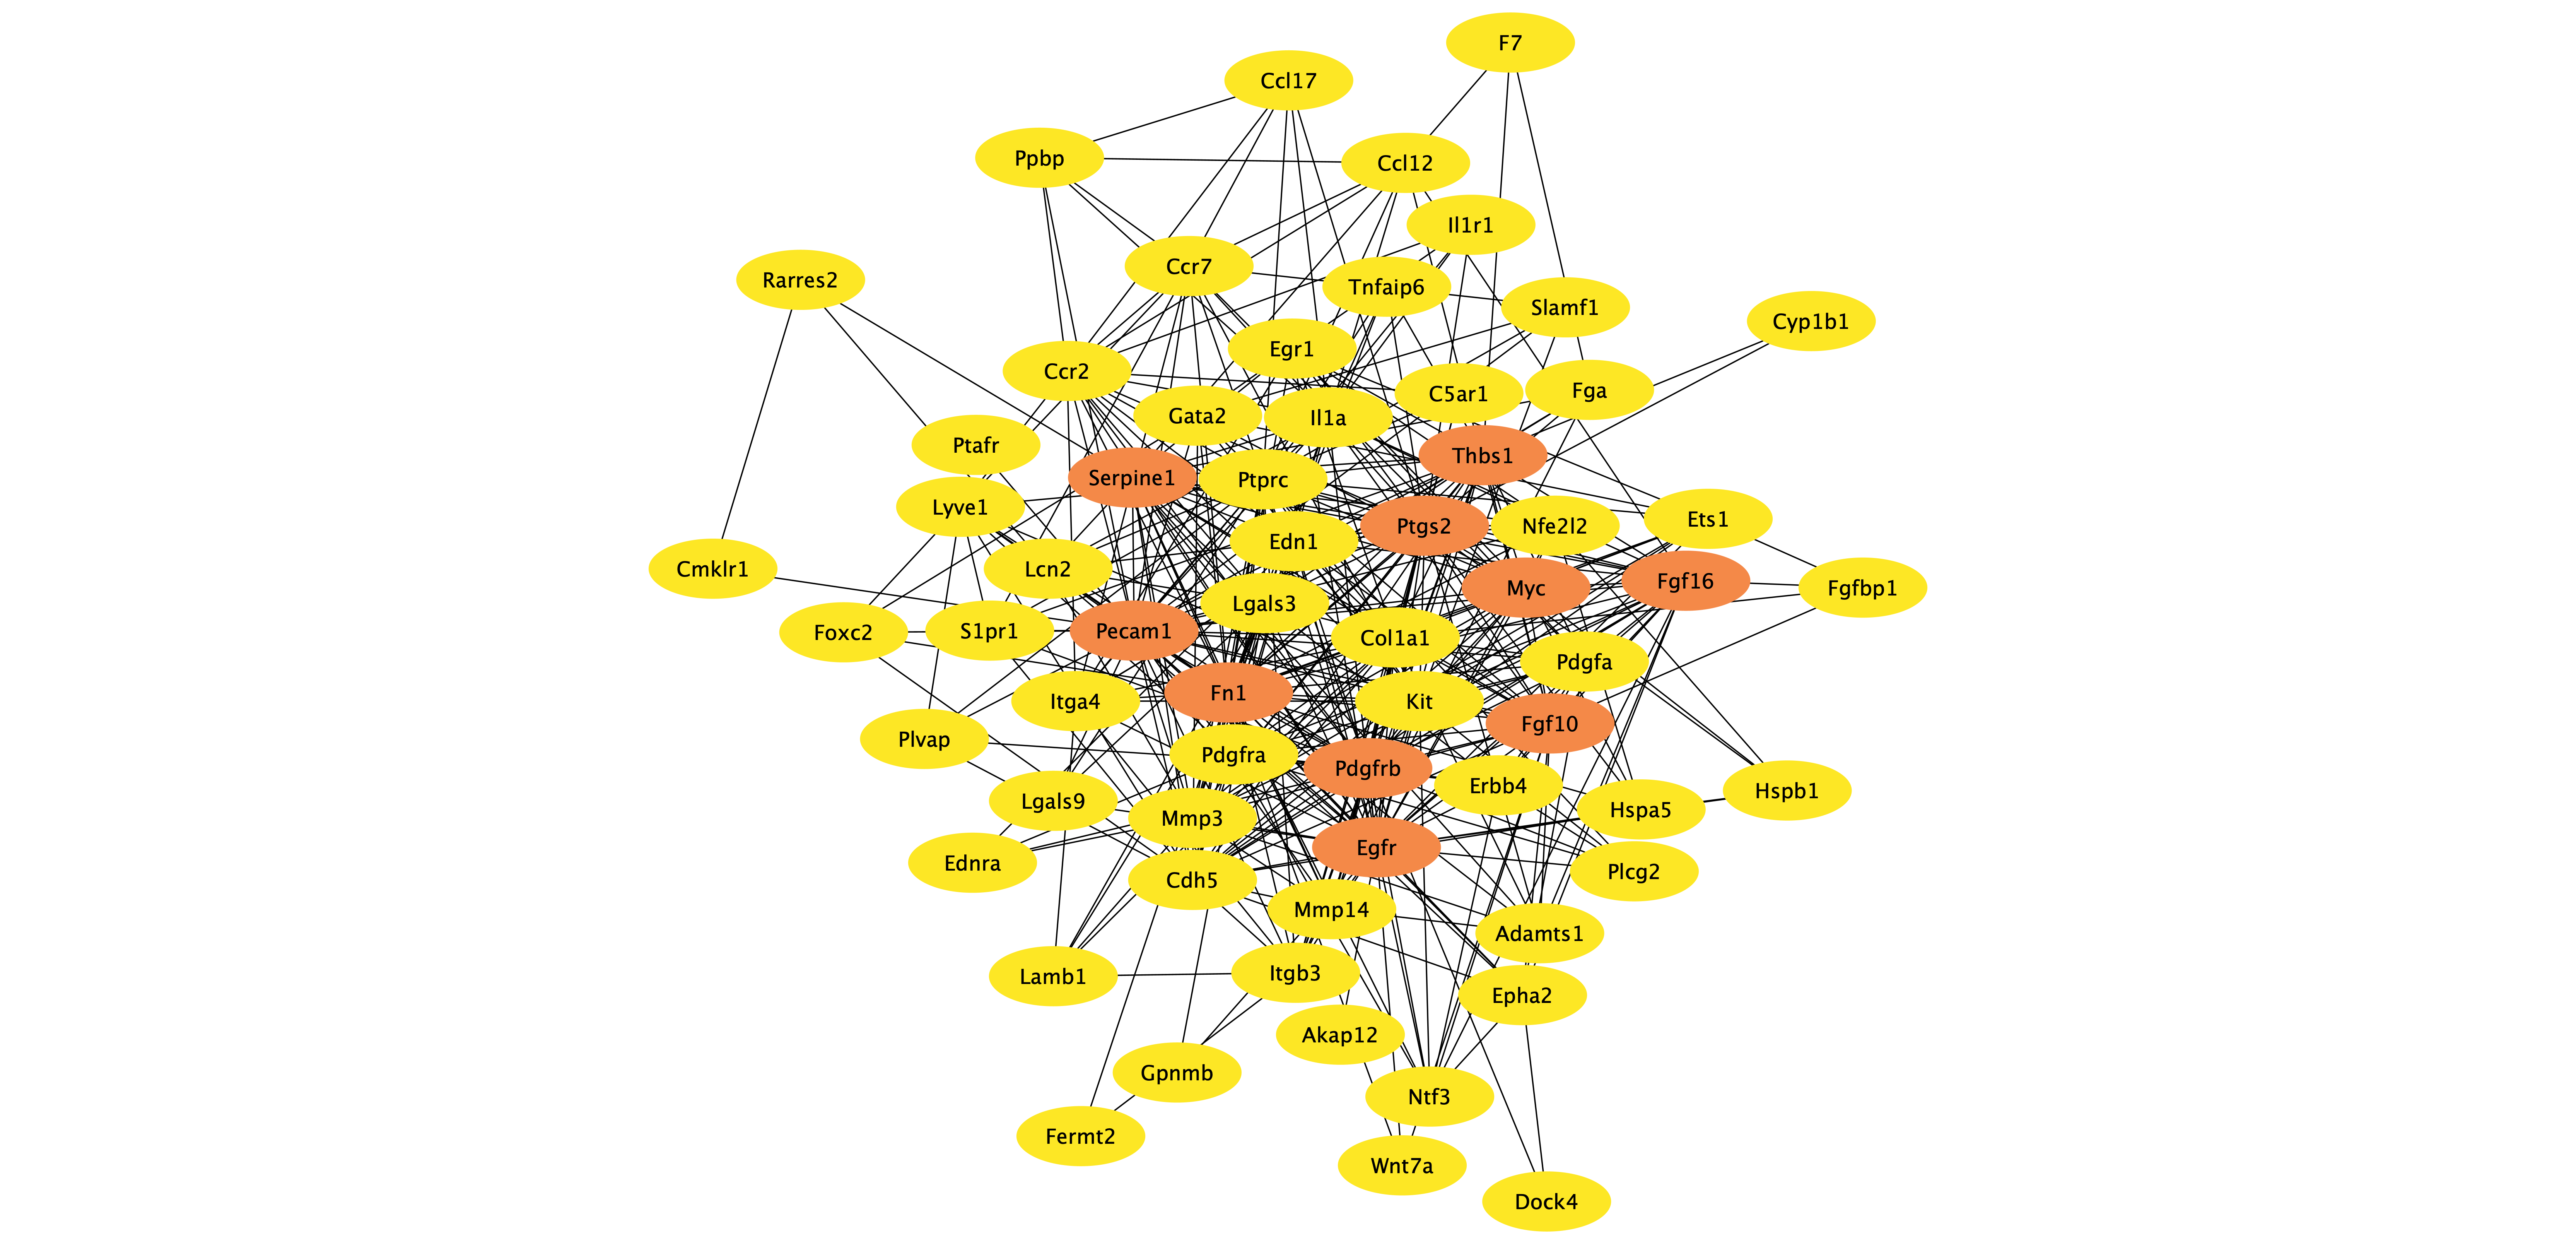 F7
Ccl17
Ppbp
Ccl12
Il1r1
Ccr7
Rarres2
Tnfaip6
Slamf1
Cyp1b1
Egr1
Ccr2
Fga
C5ar1
Gata2
Il1a
Ptafr
Thbs1
Serpine1
Ptprc
Lyve1
Ets1
Ptgs2
Nfe2l2
Edn1
Lcn2
Cmklr1
Fgf16
Myc
Fgfbp1
Lgals3
Foxc2
S1pr1
Pecam1
Col1a1
Pdgfa
Fn1
Itga4
Kit
Fgf10
Plvap
Pdgfra
Pdgfrb
Erbb4
Hspb1
Lgals9
Hspa5
Mmp3
Egfr
Ednra
Plcg2
Cdh5
Mmp14
Adamts1
Itgb3
Lamb1
Epha2
Akap12
Gpnmb
Ntf3
Fermt2
Wnt7a
Dock4